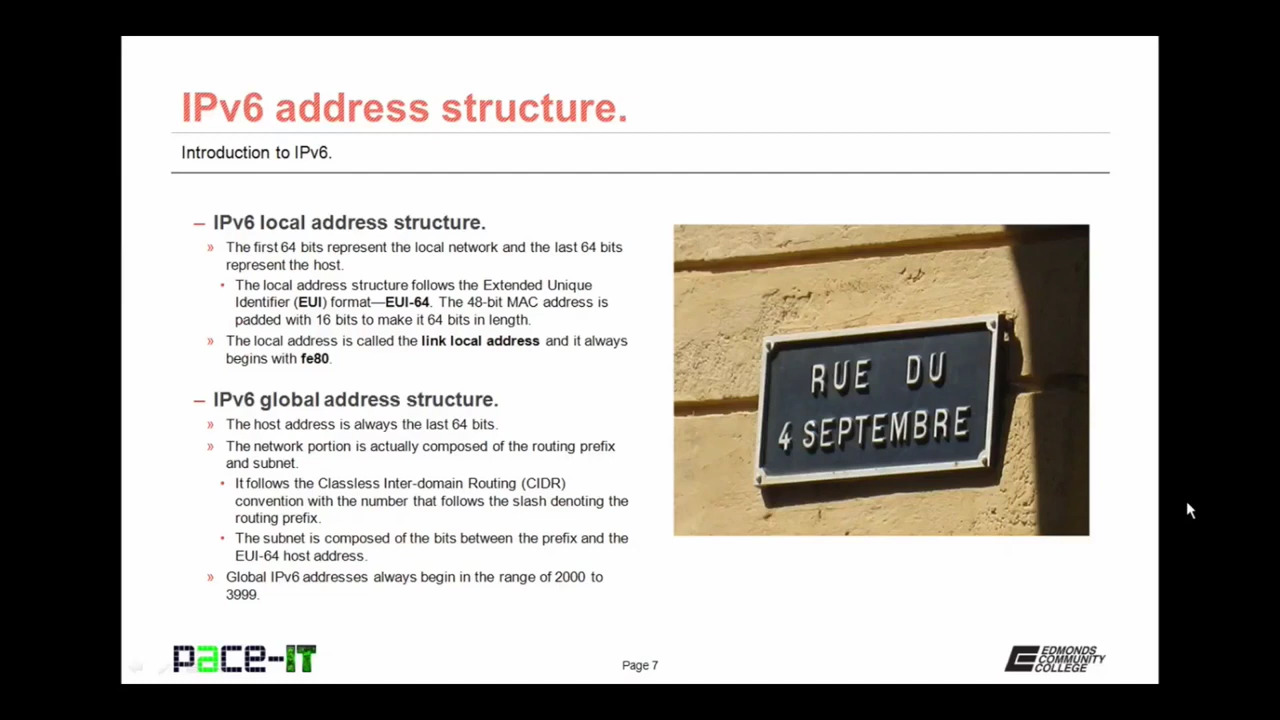 IPv6 address structure.
Introduction to IPv6.
– IPv6 local address structure.
» The first 64 bits represent the local network and the last 64 bits
represent the host.
• The local address structure follows the Extended Unique
Identifier (EUI) format—EUI-64. The 48-bit MAC address is
padded with 16 bits to make it 64 bits in length.
» The local address is called the link local address and it always
begins with fe80.
– IPv6 global address structure.
» The host address is always the last 64 bits.
» The network portion is actually composed of the routing prefix
and subnet.
• It follows the Classless Inter-domain Routing (CIDR)
convention with the number that follows the slash denoting the
routing prefix.
• The subnet is composed of the bits between the prefix and the
EUI-64 host address.
» Global IPv6 addresses always begin in the range of 2000 to
3999.
RUE DU
4 SEPTEMBRE
pace-IT
Page 7
EDMONDS
COMMUNITY
COLLEGE